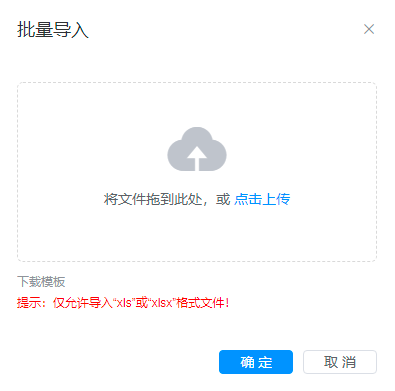 批量导入
将文件拖到此处，或 点击上传
下载模板
提示：仅允许导入“xls”或“xlsx”格式文件！
确 定
取 消